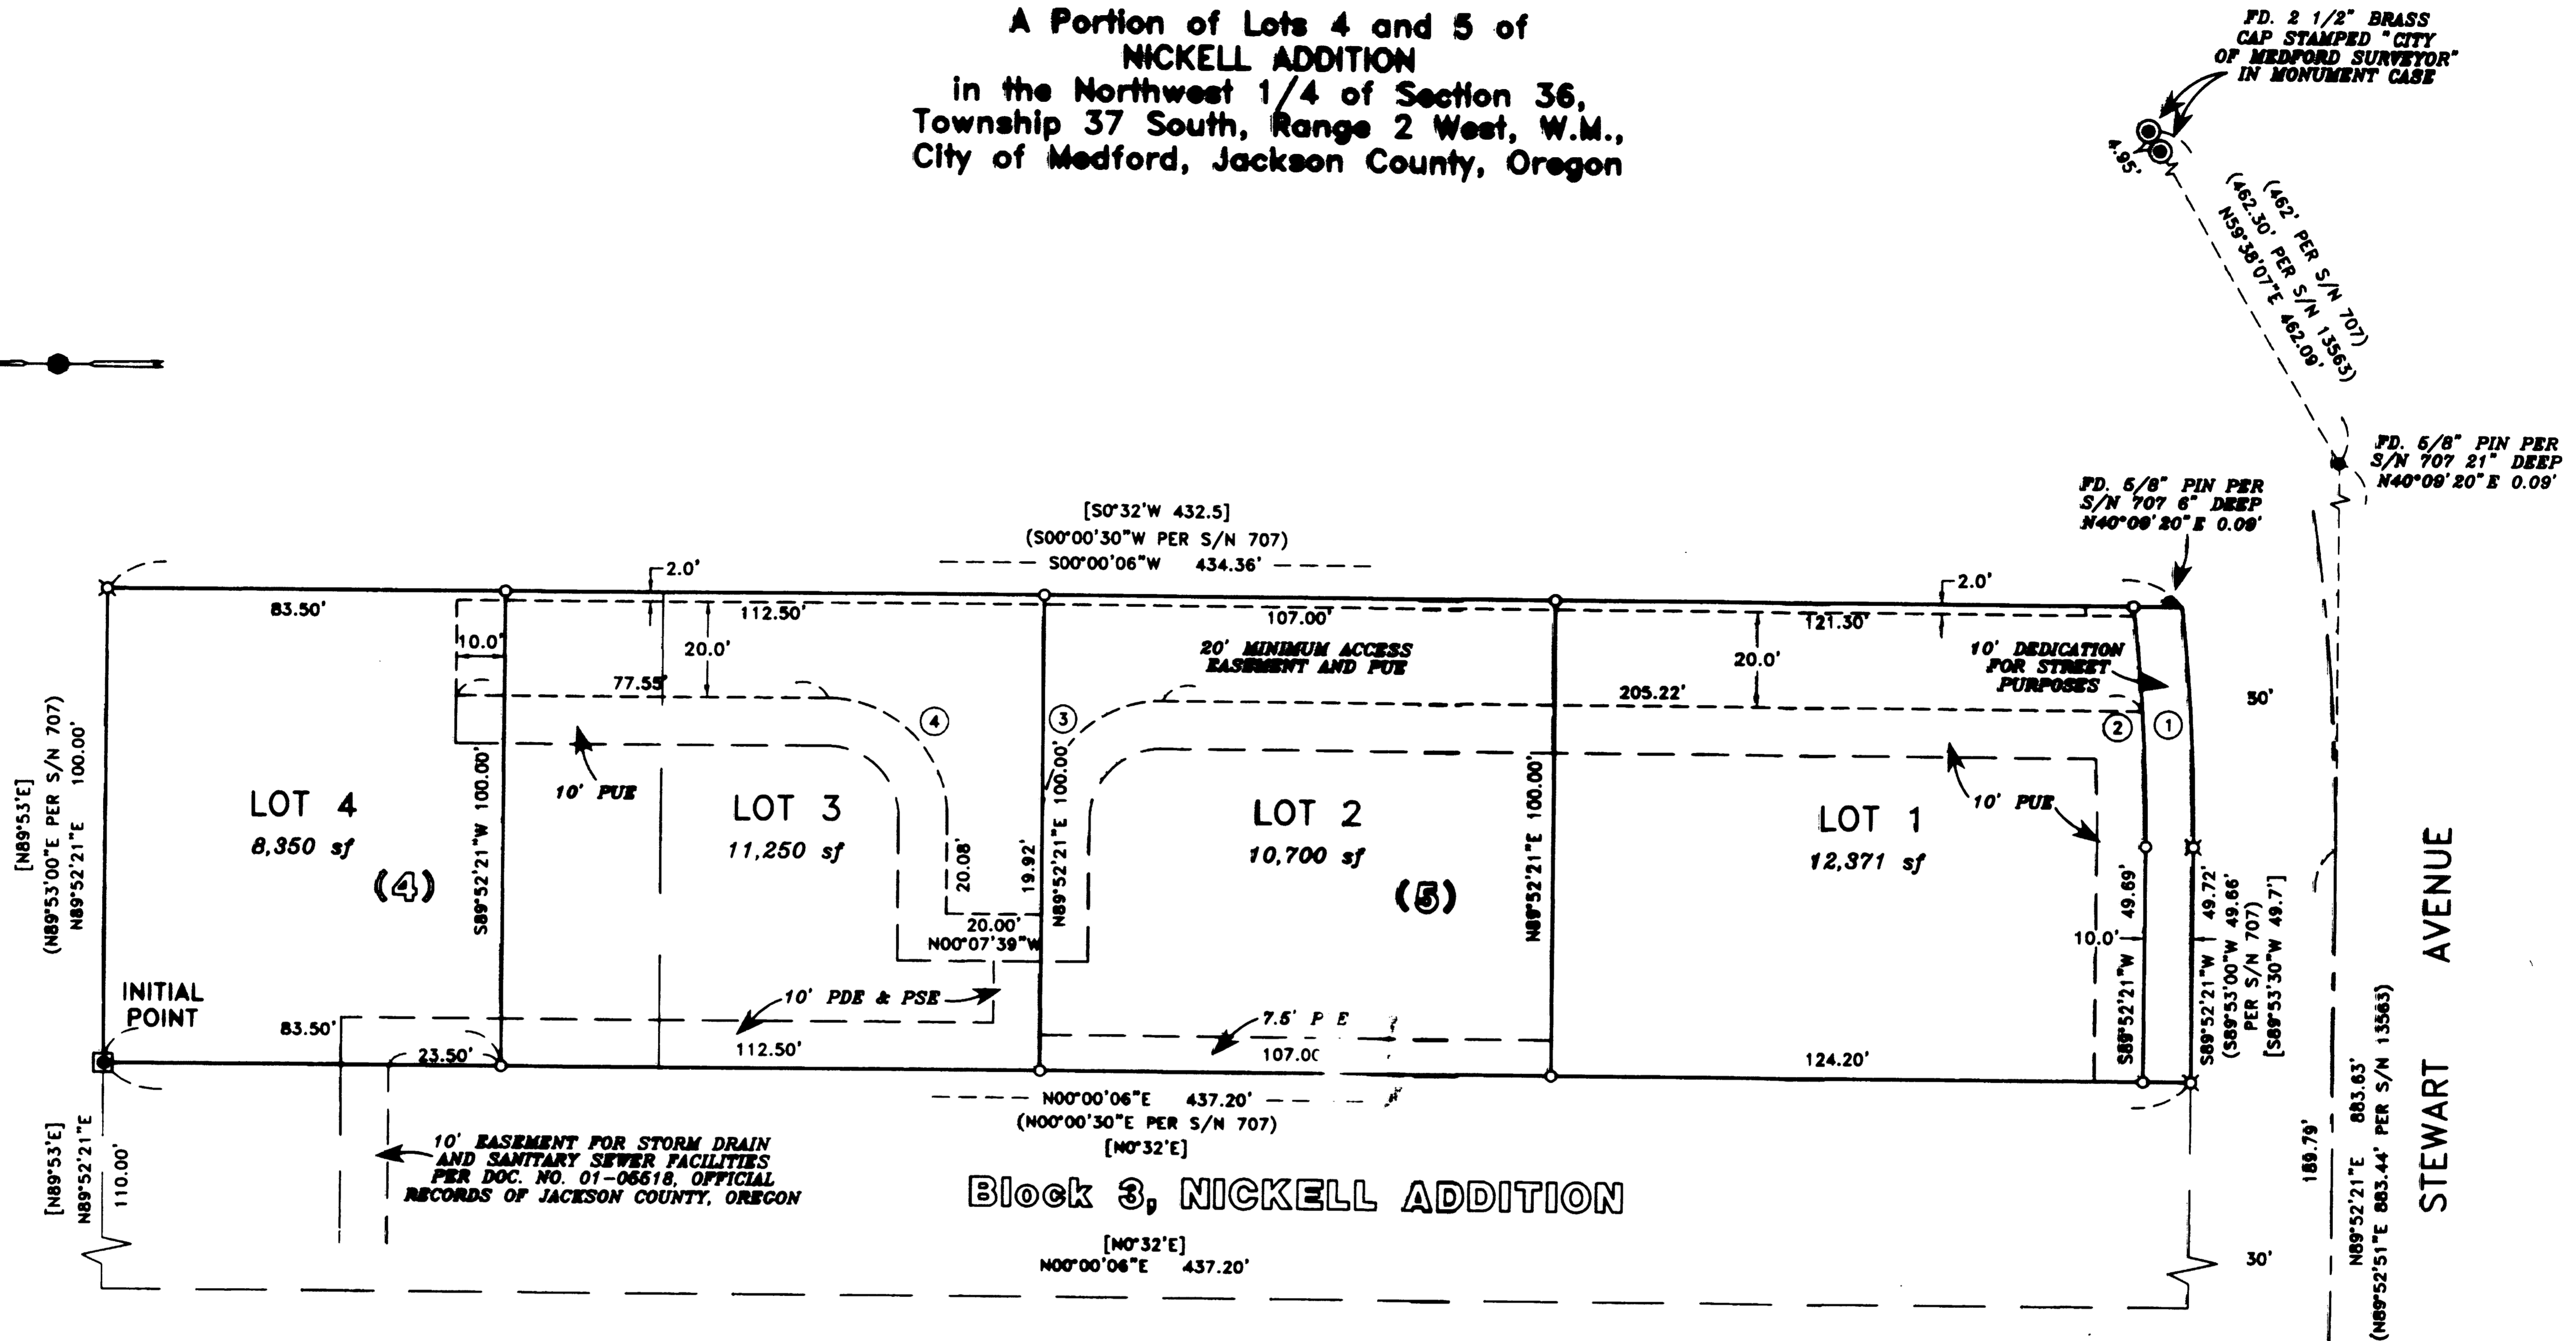 A Portion of Lots 4 and 5 of
NICKELL ADDITION
in the Northwest 1/4 of Section 36,
Township 37 South, Range 2 West, W.M.,
City of Medford, Jackson County, Oregon
FD. 2 1/2" BRASS
CAP STAMPED "CITY
OF MEDFORD SURVEYOR"
IN MONUMENT CASE
4.95'
(462' PER S/N 707)
(462.30' PER S/N 13563)
N59°38'07"E 462.09'
FD. 5/8" PIN PER
S/N 707 21" DEEP
N40°09'20"E 0.09'
FD. 5/8" PIN PER
S/N 707 6" DEEP
N40°09'20"E 0.09'
[S0°32'W 432.5]
(S00°00'30"W PER S/N 707)
S00°00'06"W 434.36'
83.50'
2.0'
112.50'
107.00'
2.0'
121.30'
10.0'
20.0'
20' MINIMUM ACCESS
EASEMENT AND PUE
20.0'
10' DEDICATION
FOR STREET
PURPOSES
77.55'
205.22'
50'
4
3
2
1
[N89°53'E]
(N89°53'00"E PER S/N 707)
N89°52'21"E 100.00'
LOT 4
8,350 sf
(4)
S89°52'21"W 100.00'
10' PUE
LOT 3
11,250 sf
20.08'
19.92'
N89°52'21"E 100.00'
20.00'
N00°07'39"W
LOT 2
10,700 sf
(5)
N89°52'21"E 100.00'
LOT 1
12,371 sf
10' PUE
10.0'
S89°52'21"W 49.69'
S89°52'21"W 49.72'
(S89°53'00"W 49.66'
PER S/N 707)
[S89°53'30"W 49.7']
STEWART AVENUE
INITIAL
POINT
10' PDE & PSE
83.50'
23.50'
112.50'
7.5' P E
107.00
124.20'
N00°00'06"E 437.20'
(N00°00'30"E PER S/N 707)
[N0°32'E]
[N89°53'E]
N89°52'21"E
110.00'
10' EASEMENT FOR STORM DRAIN
AND SANITARY SEWER FACILITIES
PER DOC. NO. 01-05518, OFFICIAL
RECORDS OF JACKSON COUNTY, OREGON
Block 3, NICKELL ADDITION
[N0°32'E]
N00°00'06"E 437.20'
189.79'
30'
N89°52'21"E 883.63'
(N89°52'51"E 883.44' PER S/N 13563)